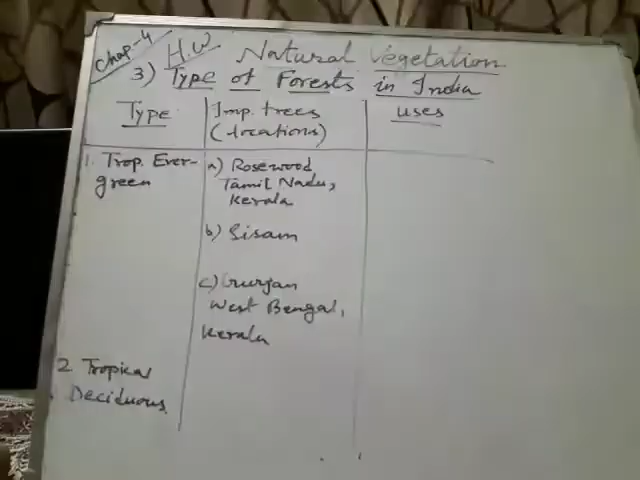 Chap-4
H.W
Natural Vegetation
3) Type of Forests in India
Type
Imp. trees
(locations)
uses
1. Trop. Ever-
green
a) Rosewood
Tamil Nadu,
Kerala
b) Sisam
c) Gurjan
West Bengal,
Kerala
2 Tropical
Deciduous.